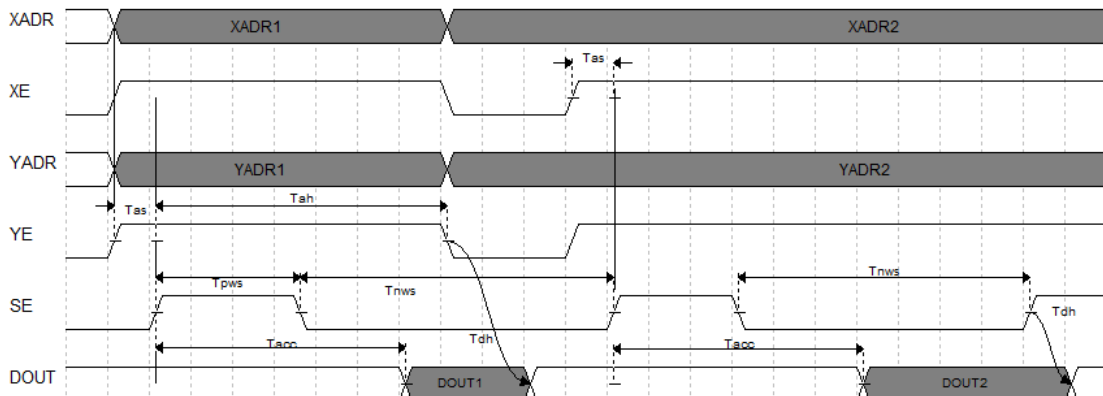 XADR XADR1 XADR2
Tas
XE
YADR YADR1 YADR2
Tas Tah
YE
Tpws Tnws Tnws
SE
Tacc Tdh Tacc Tdh
DOUT DOUT1 DOUT2